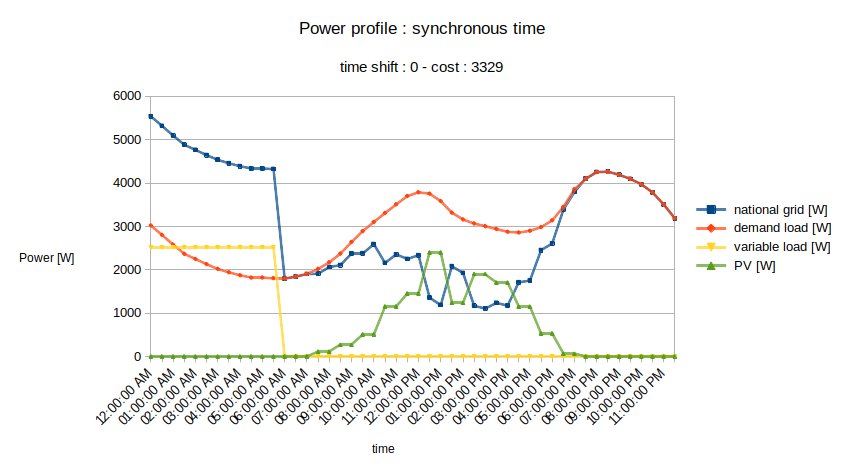 Power profile : synchronous time
time shift : 0 - cost : 3329
6000
5000
4000
3000
2000
1000
0
Power [W]
12:00:00 AM
01:00:00 AM
02:00:00 AM
03:00:00 AM
04:00:00 AM
05:00:00 AM
06:00:00 AM
07:00:00 AM
08:00:00 AM
09:00:00 AM
10:00:00 AM
11:00:00 AM
12:00:00 PM
01:00:00 PM
02:00:00 PM
03:00:00 PM
04:00:00 PM
05:00:00 PM
06:00:00 PM
07:00:00 PM
08:00:00 PM
09:00:00 PM
10:00:00 PM
11:00:00 PM
time
national grid [W]
demand load [W]
variable load [W]
PV [W]